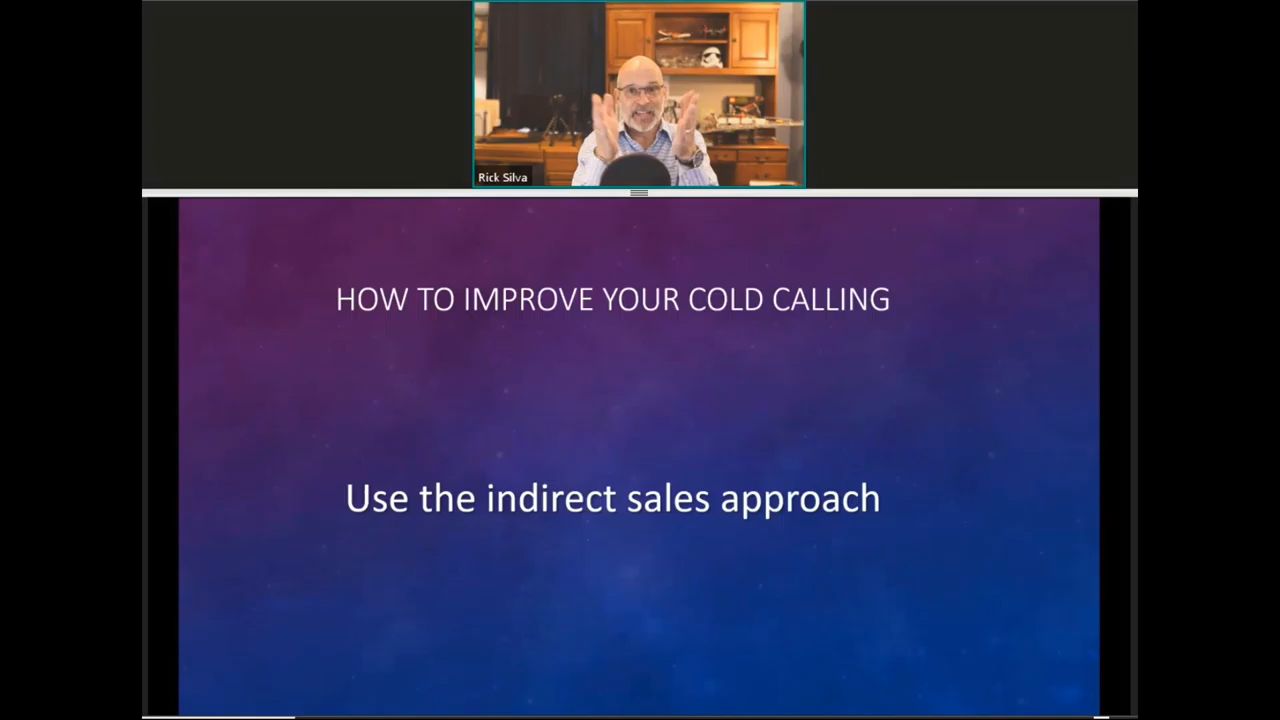 Rick Silva
HOW TO IMPROVE YOUR COLD CALLING
Use the indirect sales approach